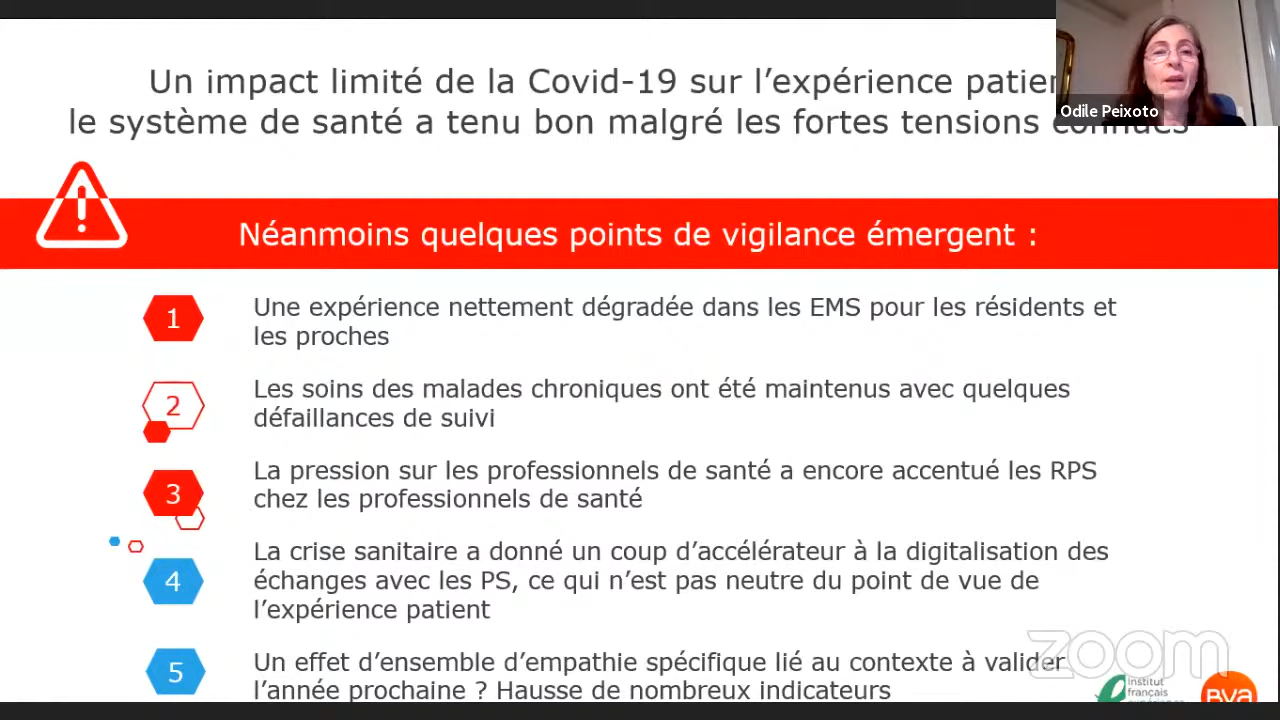 Un impact limité de la Covid-19 sur l'expérience patien
le système de santé a tenu bon malgré les fortes tensions connues
Odile Peixoto
Néanmoins quelques points de vigilance émergent :
1
Une expérience nettement dégradée dans les EMS pour les résidents et
les proches
2
Les soins des malades chroniques ont été maintenus avec quelques
défaillances de suivi
3
La pression sur les professionnels de santé a encore accentué les RPS
chez les professionnels de santé
4
La crise sanitaire a donné un coup d'accélérateur à la digitalisation des
échanges avec les PS, ce qui n'est pas neutre du point de vue de
l'expérience patient
5
Un effet d'ensemble d'empathie spécifique lié au contexte à valider
l'année prochaine ? Hausse de nombreux indicateurs
zoom
Institut
français
BVA